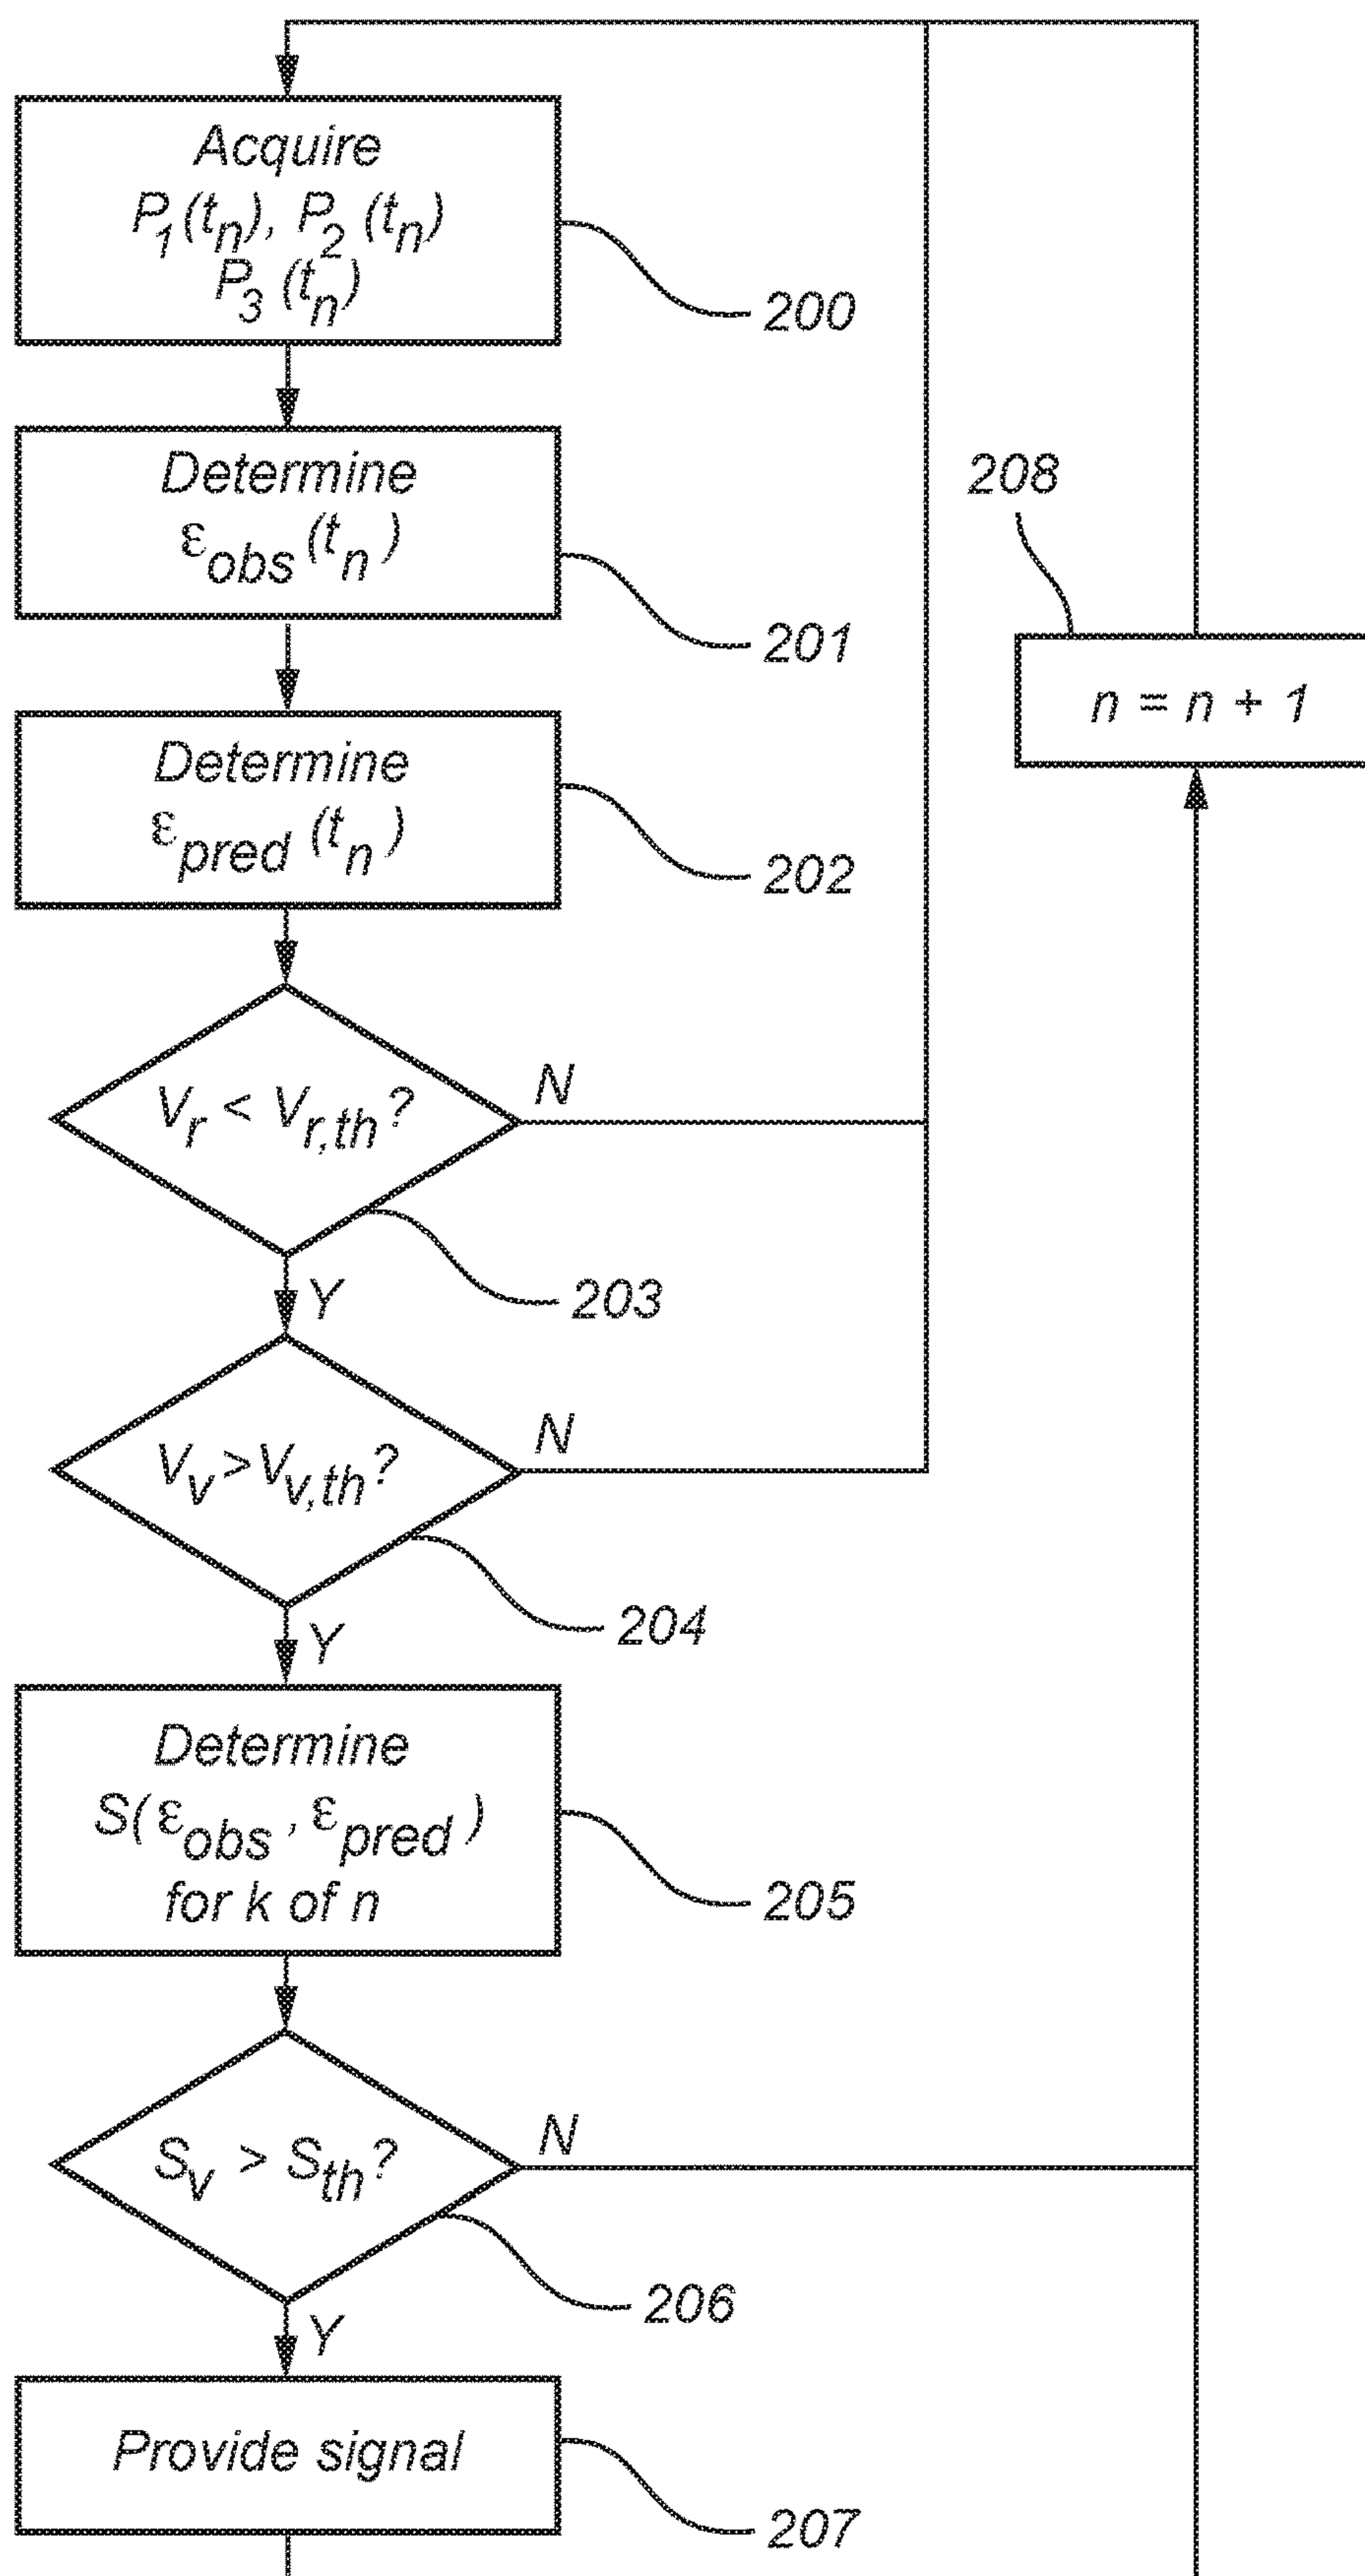 Acquire
P1(tn), P2(tn)
P3(tn)
200
Determine
εobs(tn)
201
208
n = n + 1
Determine
εpred(tn)
202
Vr < Vr,th?
N
Y
203
Vv > Vv,th?
N
Y
204
Determine
S(εobs, εpred)
for k of n
205
Sv > Sth?
N
206
Y
Provide signal
207